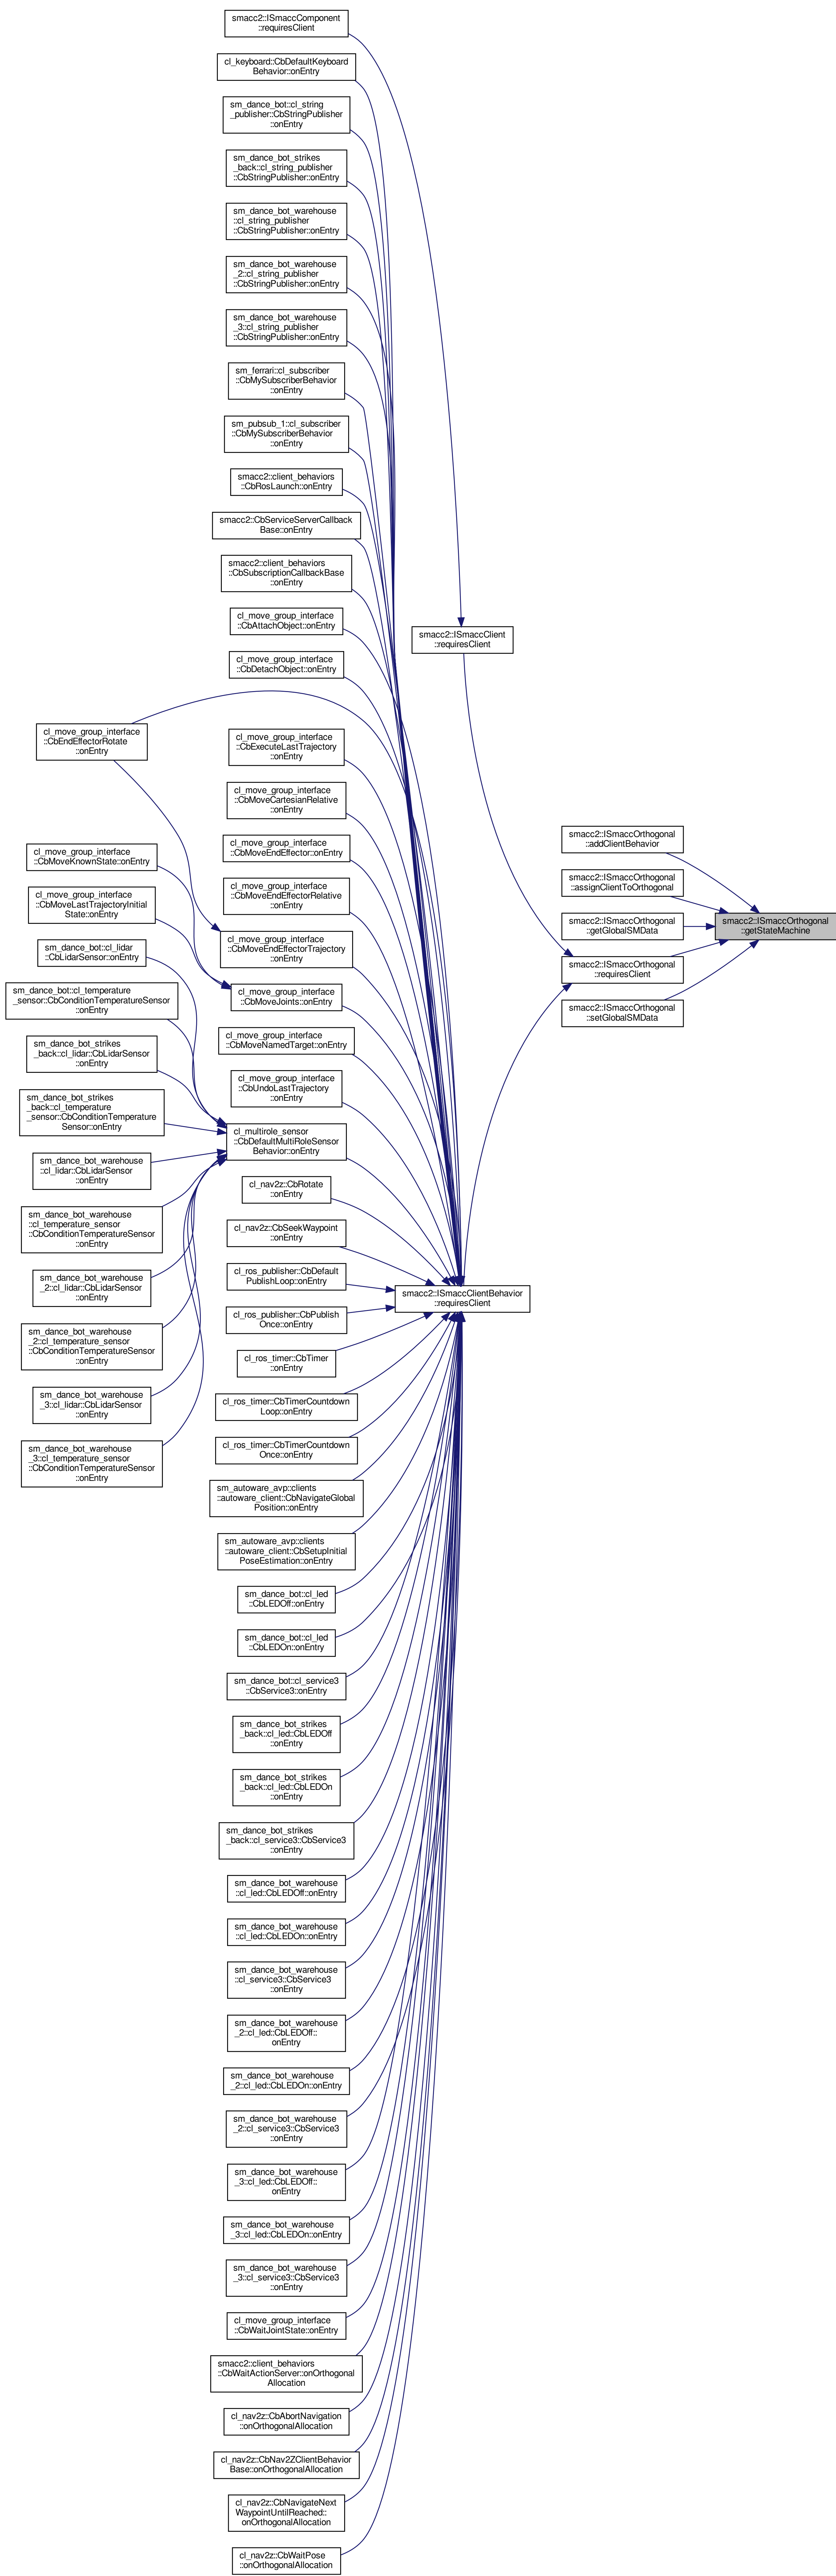 smacc2::ISmaccComponent
::requiresClient
cl_keyboard::CbDefaultKeyboard
Behavior::onEntry
sm_dance_bot::cl_string
_publisher::CbStringPublisher
::onEntry
sm_dance_bot_strikes
_back::cl_string_publisher
::CbStringPublisher::onEntry
sm_dance_bot_warehouse
::cl_string_publisher
::CbStringPublisher::onEntry
sm_dance_bot_warehouse
_2::cl_string_publisher
::CbStringPublisher::onEntry
sm_dance_bot_warehouse
_3::cl_string_publisher
::CbStringPublisher::onEntry
sm_ferrari::cl_subscriber
::CbMySubscriberBehavior
::onEntry
sm_pubsub_1::cl_subscriber
::CbMySubscriberBehavior
::onEntry
smacc2::client_behaviors
::CbRosLaunch::onEntry
smacc2::CbServiceServerCallback
Base::onEntry
smacc2::client_behaviors
::CbSubscriptionCallbackBase
::onEntry
cl_move_group_interface
::CbAttachObject::onEntry
smacc2::ISmaccClient
::requiresClient
cl_move_group_interface
::CbDetachObject::onEntry
cl_move_group_interface
::CbEndEffectorRotate
::onEntry
cl_move_group_interface
::CbExecuteLastTrajectory
::onEntry
cl_move_group_interface
::CbMoveCartesianRelative
::onEntry
cl_move_group_interface
::CbMoveEndEffector::onEntry
smacc2::ISmaccOrthogonal
::addClientBehavior
cl_move_group_interface
::CbMoveKnownState::onEntry
cl_move_group_interface
::CbMoveEndEffectorRelative
::onEntry
smacc2::ISmaccOrthogonal
::assignClientToOrthogonal
cl_move_group_interface
::CbMoveLastTrajectoryInitial
State::onEntry
smacc2::ISmaccOrthogonal
::getGlobalSMData
smacc2::ISmaccOrthogonal
::getStateMachine
sm_dance_bot::cl_lidar
::CbLidarSensor::onEntry
cl_move_group_interface
::CbMoveEndEffectorTrajectory
::onEntry
smacc2::ISmaccOrthogonal
::requiresClient
sm_dance_bot::cl_temperature
_sensor::CbConditionTemperatureSensor
::onEntry
cl_move_group_interface
::CbMoveJoints::onEntry
smacc2::ISmaccOrthogonal
::setGlobalSMData
sm_dance_bot_strikes
_back::cl_lidar::CbLidarSensor
::onEntry
cl_move_group_interface
::CbMoveNamedTarget::onEntry
cl_move_group_interface
::CbUndoLastTrajectory
::onEntry
sm_dance_bot_strikes
_back::cl_temperature
_sensor::CbConditionTemperature
Sensor::onEntry
cl_multirole_sensor
::CbDefaultMultiRoleSensor
Behavior::onEntry
sm_dance_bot_warehouse
::cl_lidar::CbLidarSensor
::onEntry
cl_nav2z::CbRotate
::onEntry
sm_dance_bot_warehouse
::cl_temperature_sensor
::CbConditionTemperatureSensor
::onEntry
cl_nav2z::CbSeekWaypoint
::onEntry
sm_dance_bot_warehouse
_2::cl_lidar::CbLidarSensor
::onEntry
cl_ros_publisher::CbDefault
PublishLoop::onEntry
smacc2::ISmaccClientBehavior
::requiresClient
cl_ros_publisher::CbPublish
Once::onEntry
sm_dance_bot_warehouse
_2::cl_temperature_sensor
::CbConditionTemperatureSensor
::onEntry
cl_ros_timer::CbTimer
::onEntry
sm_dance_bot_warehouse
_3::cl_lidar::CbLidarSensor
::onEntry
cl_ros_timer::CbTimerCountdown
Loop::onEntry
sm_dance_bot_warehouse
_3::cl_temperature_sensor
::CbConditionTemperatureSensor
::onEntry
cl_ros_timer::CbTimerCountdown
Once::onEntry
sm_autoware_avp::clients
::autoware_client::CbNavigateGlobal
Position::onEntry
sm_autoware_avp::clients
::autoware_client::CbSetupInitial
PoseEstimation::onEntry
sm_dance_bot::cl_led
::CbLEDOff::onEntry
sm_dance_bot::cl_led
::CbLEDOn::onEntry
sm_dance_bot::cl_service3
::CbService3::onEntry
sm_dance_bot_strikes
_back::cl_led::CbLEDOff
::onEntry
sm_dance_bot_strikes
_back::cl_led::CbLEDOn
::onEntry
sm_dance_bot_strikes
_back::cl_service3::CbService3
::onEntry
sm_dance_bot_warehouse
::cl_led::CbLEDOff::onEntry
sm_dance_bot_warehouse
::cl_led::CbLEDOn::onEntry
sm_dance_bot_warehouse
::cl_service3::CbService3
::onEntry
sm_dance_bot_warehouse
_2::cl_led::CbLEDOff::
onEntry
sm_dance_bot_warehouse
_2::cl_led::CbLEDOn::onEntry
sm_dance_bot_warehouse
_2::cl_service3::CbService3
::onEntry
sm_dance_bot_warehouse
_3::cl_led::CbLEDOff::
onEntry
sm_dance_bot_warehouse
_3::cl_led::CbLEDOn::onEntry
sm_dance_bot_warehouse
_3::cl_service3::CbService3
::onEntry
cl_move_group_interface
::CbWaitJointState::onEntry
smacc2::client_behaviors
::CbWaitActionServer::onOrthogonal
Allocation
cl_nav2z::CbAbortNavigation
::onOrthogonalAllocation
cl_nav2z::CbNav2ZClientBehavior
Base::onOrthogonalAllocation
cl_nav2z::CbNavigateNext
WaypointUntilReached::
onOrthogonalAllocation
cl_nav2z::CbWaitPose
::onOrthogonalAllocation